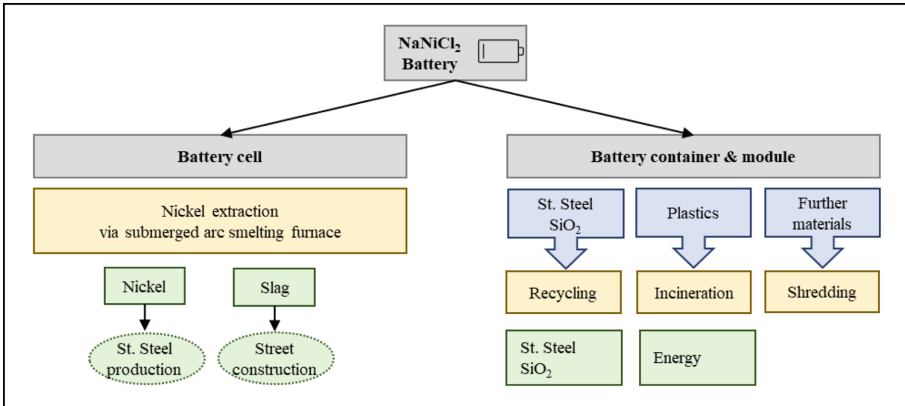 NaNiCl₂
Battery
Battery cell
Battery container & module
Nickel extraction
via submerged arc smelting furnace
St. Steel
SiO₂
Plastics
Further
materials
Nickel
Slag
Recycling
Incineration
Shredding
St. Steel
production
Street
construction
St. Steel
SiO₂
Energy